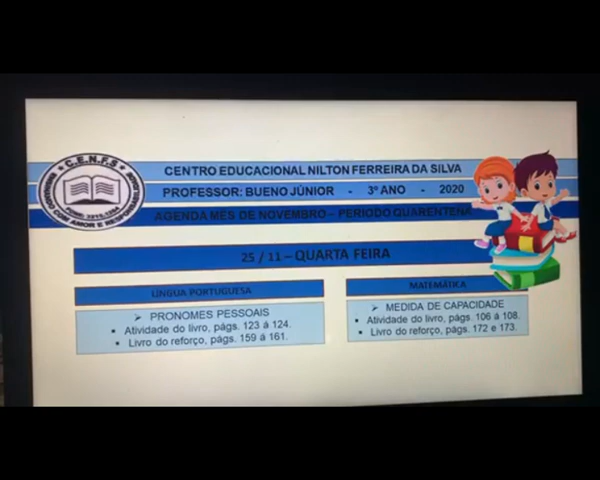 C.E.N.F.S
CENTRO EDUCACIONAL NILTON FERREIRA DA SILVA
PROFESSOR: BUENO JÚNIOR - 3º ANO - 2020
AGENDA MÊS DE NOVEMBRO – PERIODO QUARENTENA
25 / 11 – QUARTA FEIRA
LÍNGUA PORTUGUESA
➢ PRONOMES PESSOAIS
• Atividade do livro, págs. 123 à 124.
• Livro do reforço, págs. 159 à 161.
MATEMÁTICA
➢ MEDIDA DE CAPACIDADE
• Atividade do livro, págs. 106 à 108.
• Livro do reforço, págs. 172 e 173.